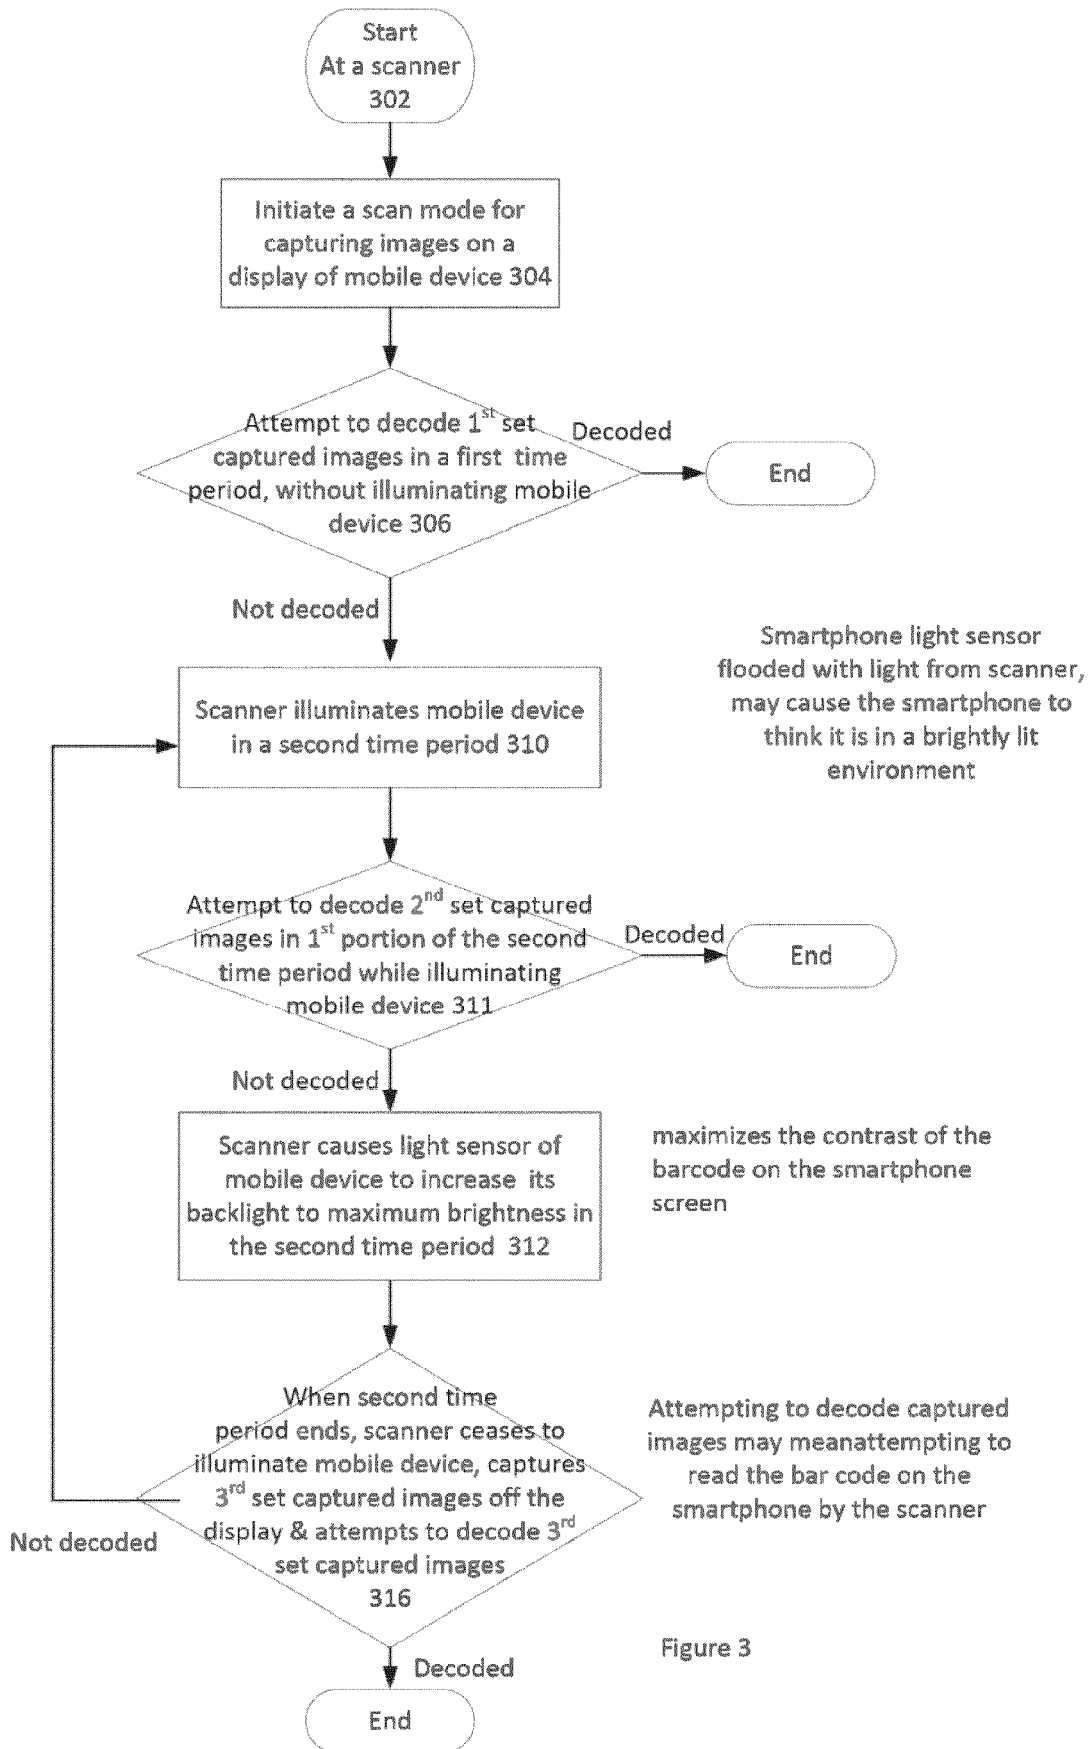 Start
At a scanner
302
Initiate a scan mode for
capturing images on a
display of mobile device 304
Attempt to decode 1st set
captured images in a first time
period, without illuminating mobile
device 306
Decoded
End
Not decoded
Smartphone light sensor
flooded with light from scanner,
may cause the smartphone to
think it is in a brightly lit
environment
Scanner illuminates mobile device
in a second time period 310
Attempt to decode 2nd set captured
images in 1st portion of the second
time period while illuminating
mobile device 311
Decoded
End
Not decoded
Scanner causes light sensor of
mobile device to increase its
backlight to maximum brightness in
the second time period 312
maximizes the contrast of the
barcode on the smartphone
screen
When second time
period ends, scanner ceases to
illuminate mobile device, captures
3rd set captured images off the
display & attempts to decode 3rd
set captured images
316
Attempting to decode captured
images may meanattempting to
read the bar code on the
smartphone by the scanner
Not decoded
Decoded
End
Figure 3